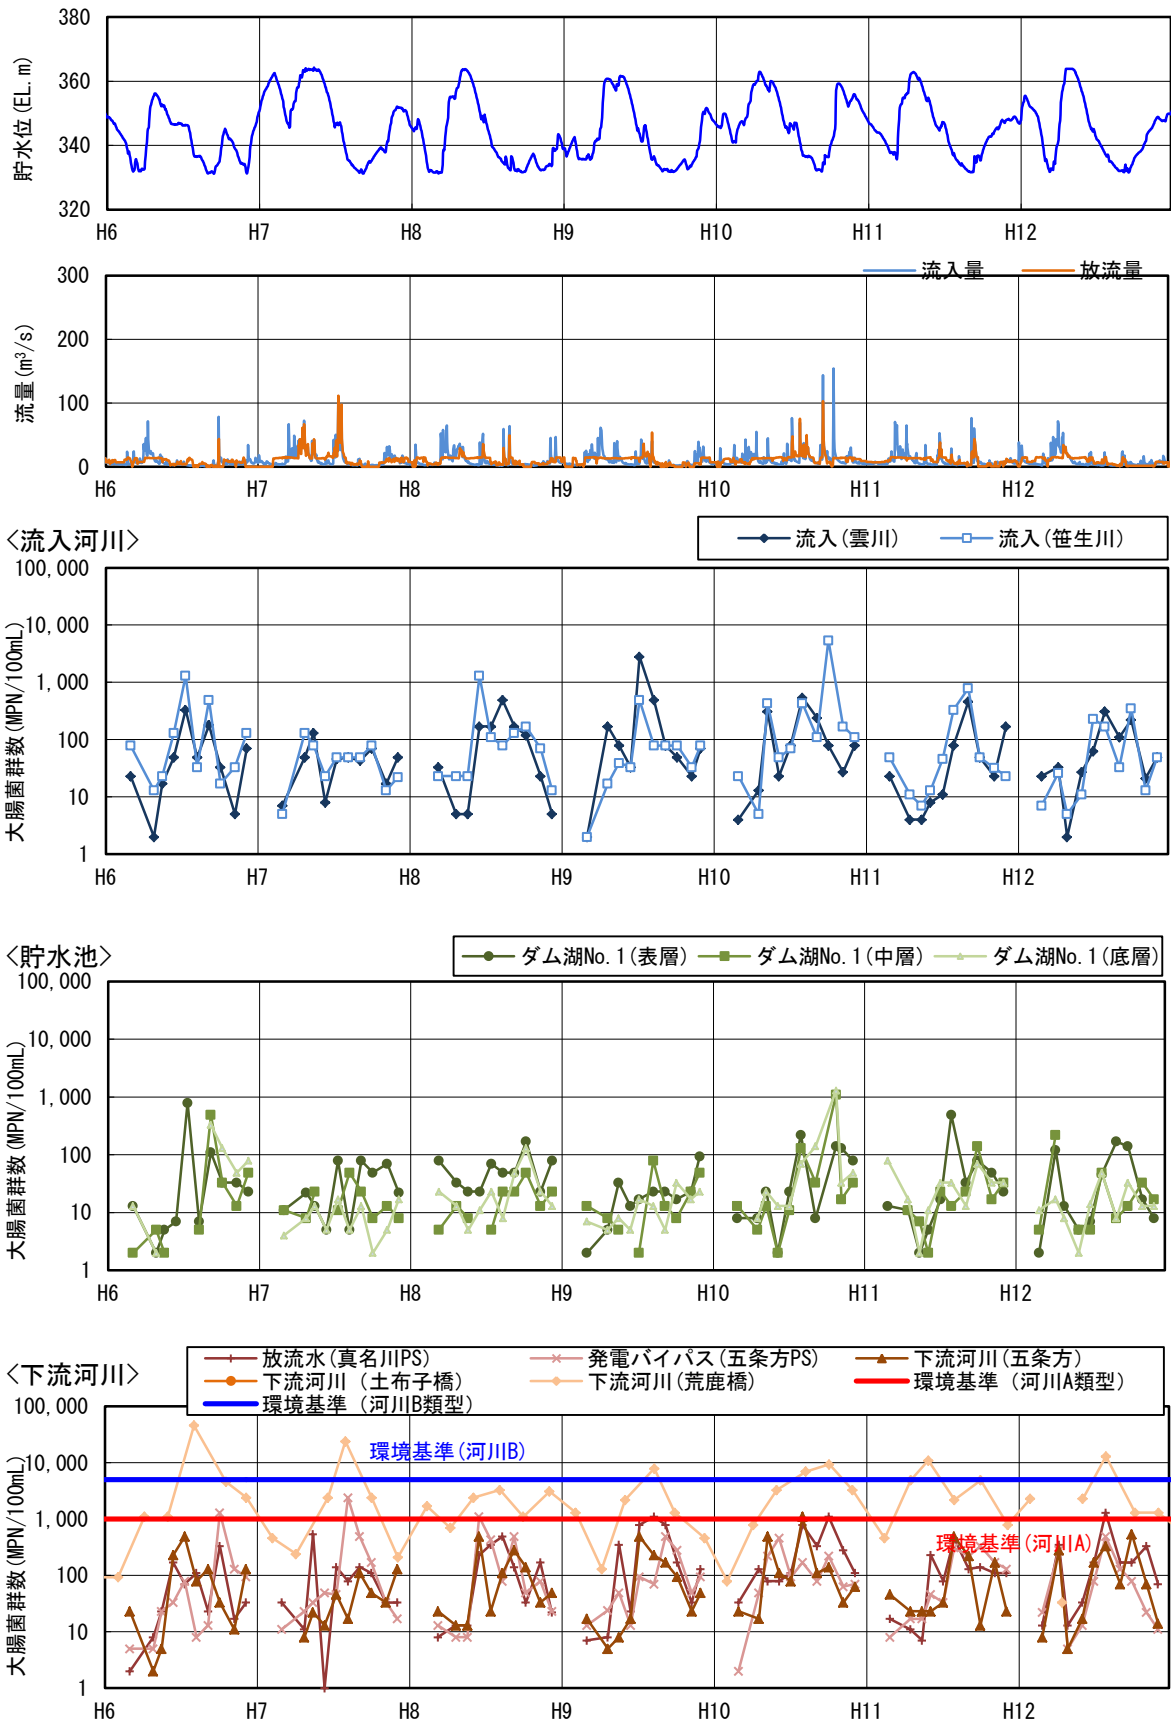 380
360
340
320
貯水位(EL.m)
H6 H7 H8 H9 H10 H11 H12
流入量 放流量
300
200
100
0
流量(m³/s)
H6 H7 H8 H9 H10 H11 H12
<流入河川>
流入(雲川) 流入(笹生川)
100,000
10,000
1,000
100
10
1
大腸菌群数(MPN/100mL)
H6 H7 H8 H9 H10 H11 H12
<貯水池>
ダム湖No.1(表層) ダム湖No.1(中層) ダム湖No.1(底層)
100,000
10,000
1,000
100
10
1
大腸菌群数(MPN/100mL)
H6 H7 H8 H9 H10 H11 H12
<下流河川>
放流水(真名川PS) 発電バイパス(五条方PS) 下流河川(五条方)
下流河川(土布子橋) 下流河川(荒鹿橋) 環境基準(河川A類型)
環境基準(河川B類型)
100,000
10,000
1,000
100
10
1
大腸菌群数(MPN/100mL)
環境基準(河川B)
環境基準(河川A)
H6 H7 H8 H9 H10 H11 H12